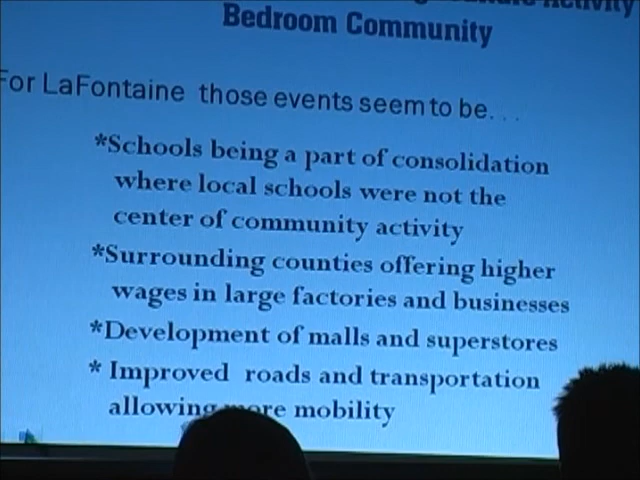 Activity
Bedroom Community
For LaFontaine those events seem to be. . .
*Schools being a part of consolidation
where local schools were not the
center of community activity
*Surrounding counties offering higher
wages in large factories and businesses
*Development of malls and superstores
* Improved roads and transportation
allowing more mobility